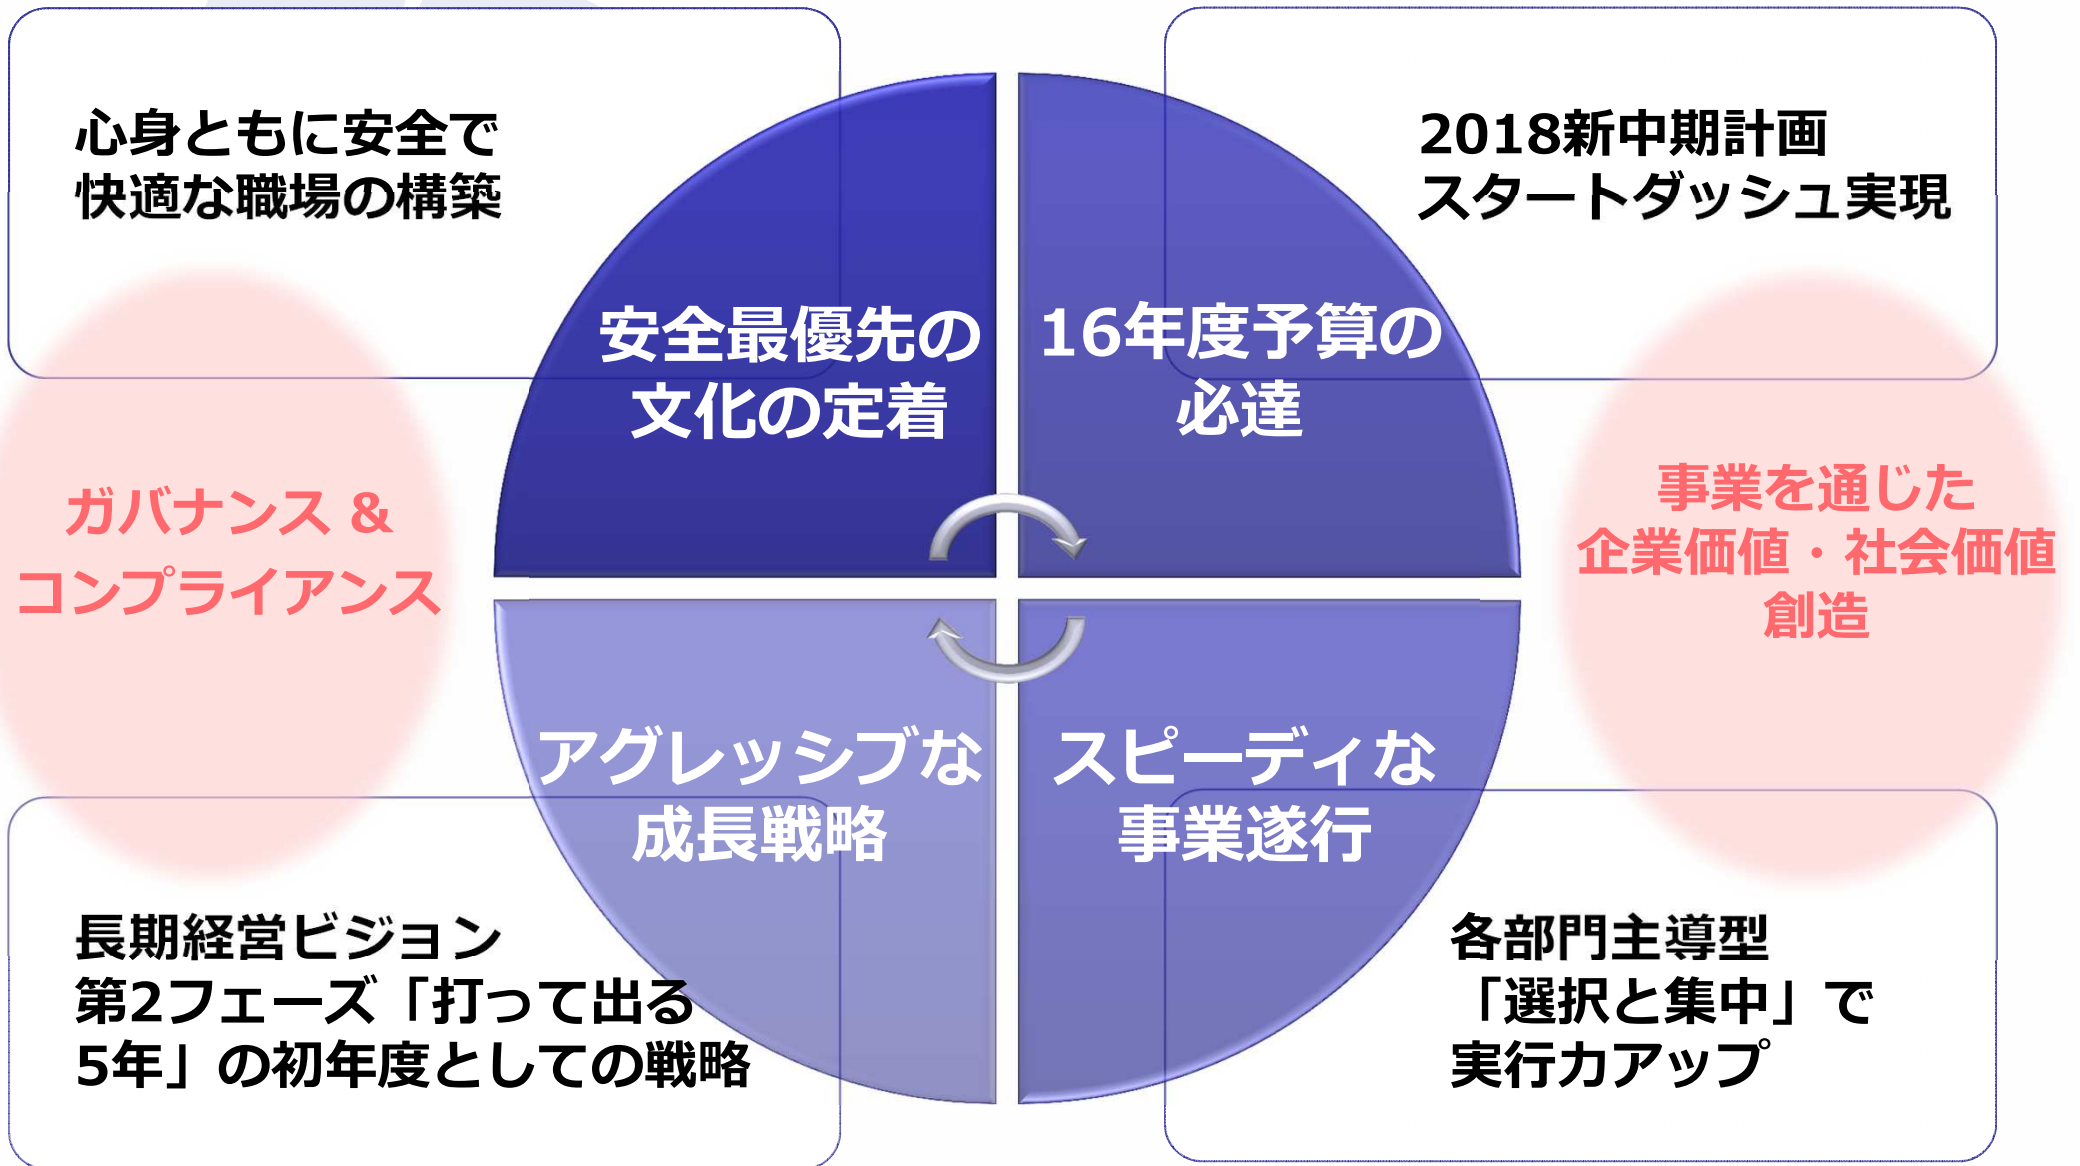 心身ともに安全で
快適な職場の構築
2018新中期計画
スタートダッシュ実現
安全最優先の
文化の定着
16年度予算の
必達
ガバナンス &
コンプライアンス
事業を通じた
企業価値・社会価値
創造
アグレッシブな
成長戦略
スピーディな
事業遂行
長期経営ビジョン
第2フェーズ「打って出る
5年」の初年度としての戦略
各部門主導型
「選択と集中」で
実行力アップ